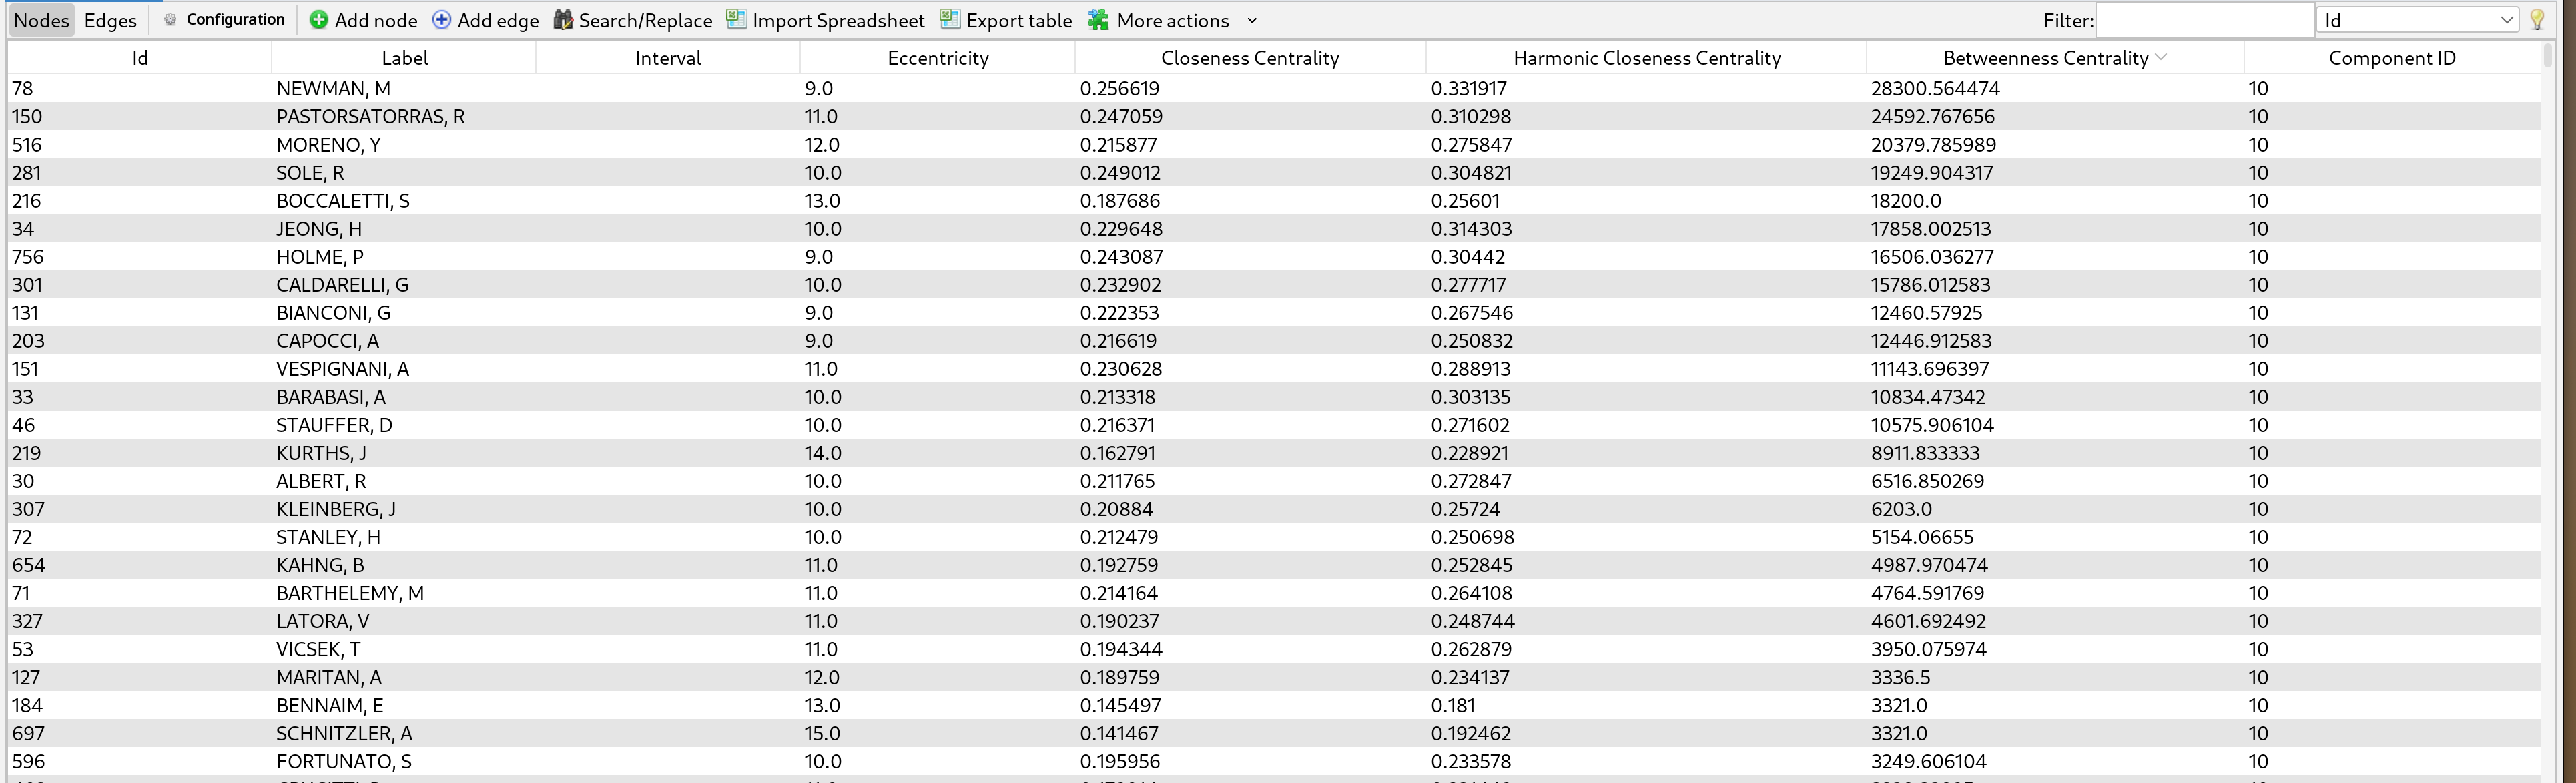 Nodes Edges Configuration Add node Add edge Search/Replace Import Spreadsheet Export table More actions Filter: Id
Id Label Interval Eccentricity Closeness Centrality Harmonic Closeness Centrality Betweenness Centrality Component ID
78 NEWMAN, M 9.0 0.256619 0.331917 28300.564474 10
150 PASTORSATORRAS, R 11.0 0.247059 0.310298 24592.767656 10
516 MORENO, Y 12.0 0.215877 0.275847 20379.785989 10
281 SOLE, R 10.0 0.249012 0.304821 19249.904317 10
216 BOCCALETTI, S 13.0 0.187686 0.25601 18200.0 10
34 JEONG, H 10.0 0.229648 0.314303 17858.002513 10
756 HOLME, P 9.0 0.243087 0.30442 16506.036277 10
301 CALDARELLI, G 10.0 0.232902 0.277717 15786.012583 10
131 BIANCONI, G 9.0 0.222353 0.267546 12460.57925 10
203 CAPOCCI, A 9.0 0.216619 0.250832 12446.912583 10
151 VESPIGNANI, A 11.0 0.230628 0.288913 11143.696397 10
33 BARABASI, A 10.0 0.213318 0.303135 10834.47342 10
46 STAUFFER, D 10.0 0.216371 0.271602 10575.906104 10
219 KURTHS, J 14.0 0.162791 0.228921 8911.833333 10
30 ALBERT, R 10.0 0.211765 0.272847 6516.850269 10
307 KLEINBERG, J 10.0 0.20884 0.25724 6203.0 10
72 STANLEY, H 10.0 0.212479 0.250698 5154.06655 10
654 KAHNG, B 11.0 0.192759 0.252845 4987.970474 10
71 BARTHELEMY, M 11.0 0.214164 0.264108 4764.591769 10
327 LATORA, V 11.0 0.190237 0.248744 4601.692492 10
53 VICSEK, T 11.0 0.194344 0.262879 3950.075974 10
127 MARITAN, A 12.0 0.189759 0.234137 3336.5 10
184 BENNAIM, E 13.0 0.145497 0.181 3321.0 10
697 SCHNITZLER, A 15.0 0.141467 0.192462 3321.0 10
596 FORTUNATO, S 10.0 0.195956 0.233578 3249.606104 10